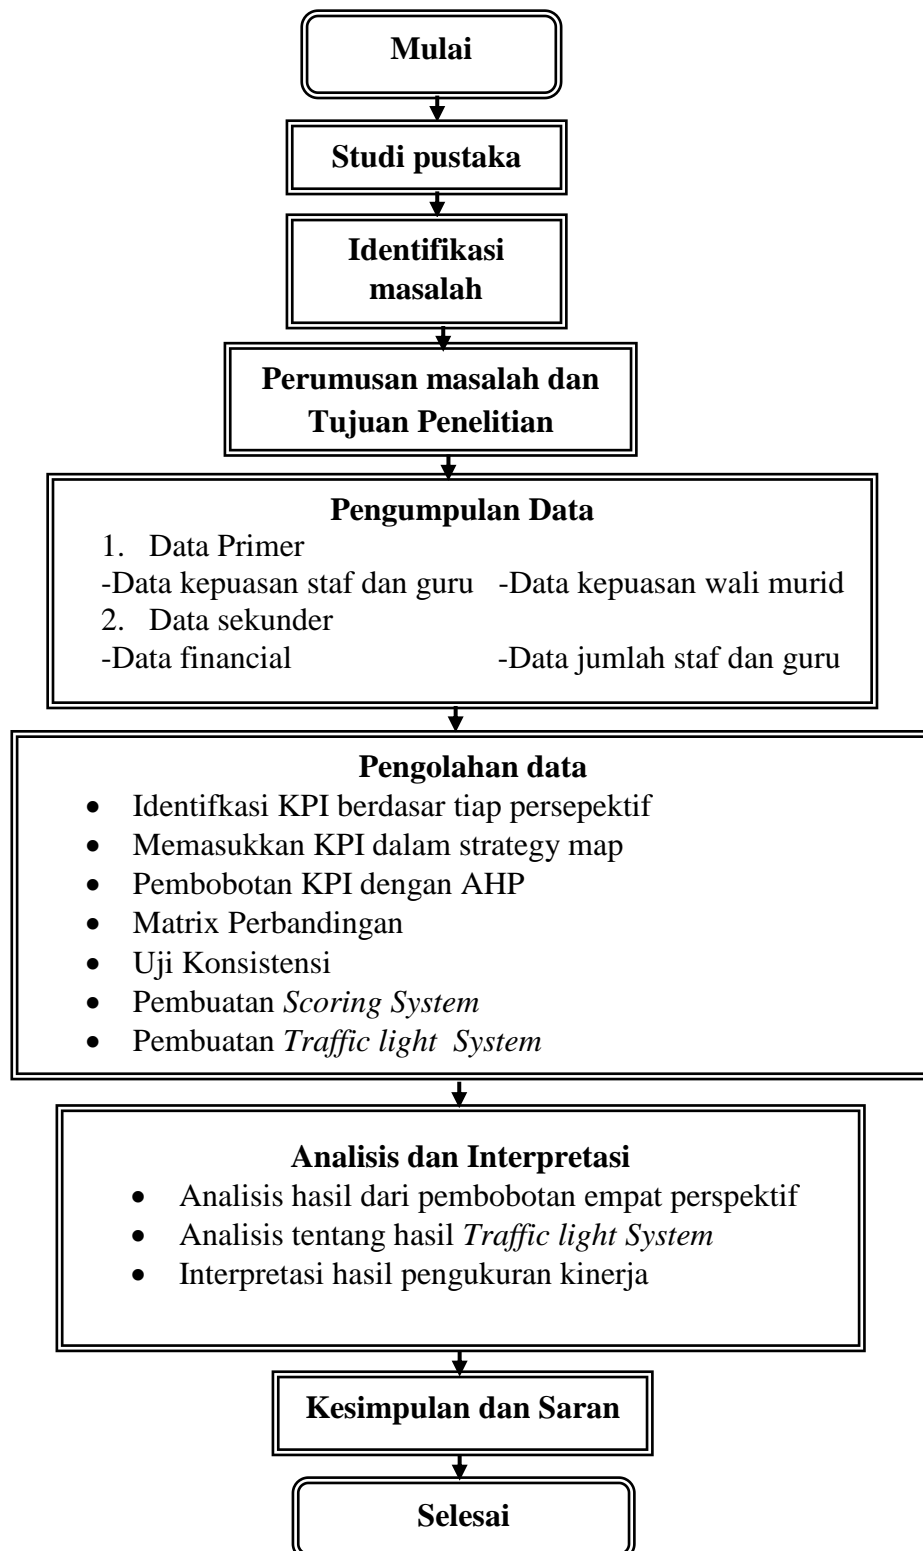 Mulai
Studi pustaka
Identifikasi
masalah
Perumusan masalah dan
Tujuan Penelitian
Pengumpulan Data
1. Data Primer
-Data kepuasan staf dan guru -Data kepuasan wali murid
2. Data sekunder
-Data financial -Data jumlah staf dan guru
Pengolahan data
• Identifkasi KPI berdasar tiap persepektif
• Memasukkan KPI dalam strategy map
• Pembobotan KPI dengan AHP
• Matrix Perbandingan
• Uji Konsistensi
• Pembuatan Scoring System
• Pembuatan Traffic light System
Analisis dan Interpretasi
• Analisis hasil dari pembobotan empat perspektif
• Analisis tentang hasil Traffic light System
• Interpretasi hasil pengukuran kinerja
Kesimpulan dan Saran
Selesai